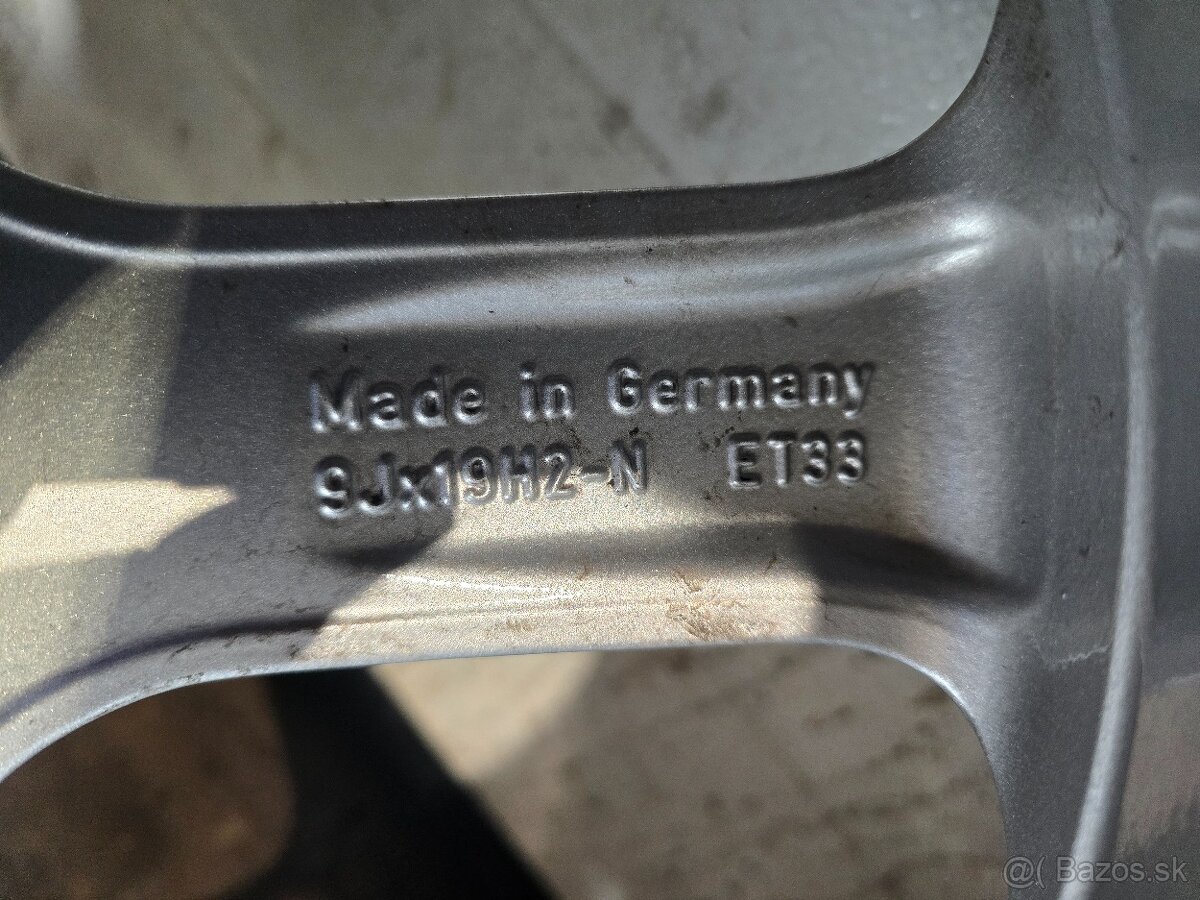 Made in Germany
9Jx19H2-N ET33
@( Bazos.sk